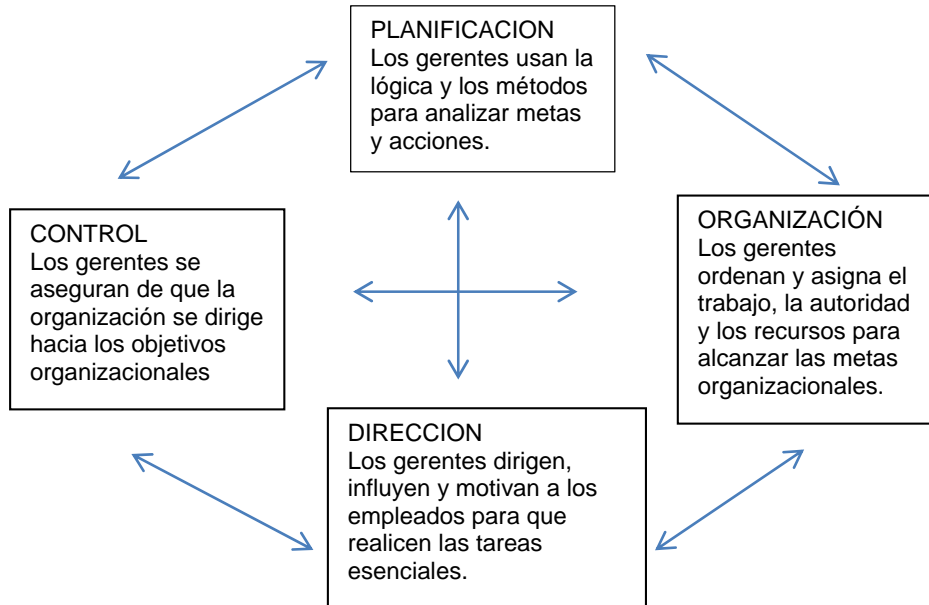 PLANIFICACION
Los gerentes usan la
lógica y los métodos
para analizar metas
y acciones.
CONTROL
Los gerentes se
aseguran de que la
organización se dirige
hacia los objetivos
organizacionales
ORGANIZACIÓN
Los gerentes
ordenan y asigna el
trabajo, la autoridad
y los recursos para
alcanzar las metas
organizacionales.
DIRECCION
Los gerentes dirigen,
influyen y motivan a los
empleados para que
realicen las tareas
esenciales.